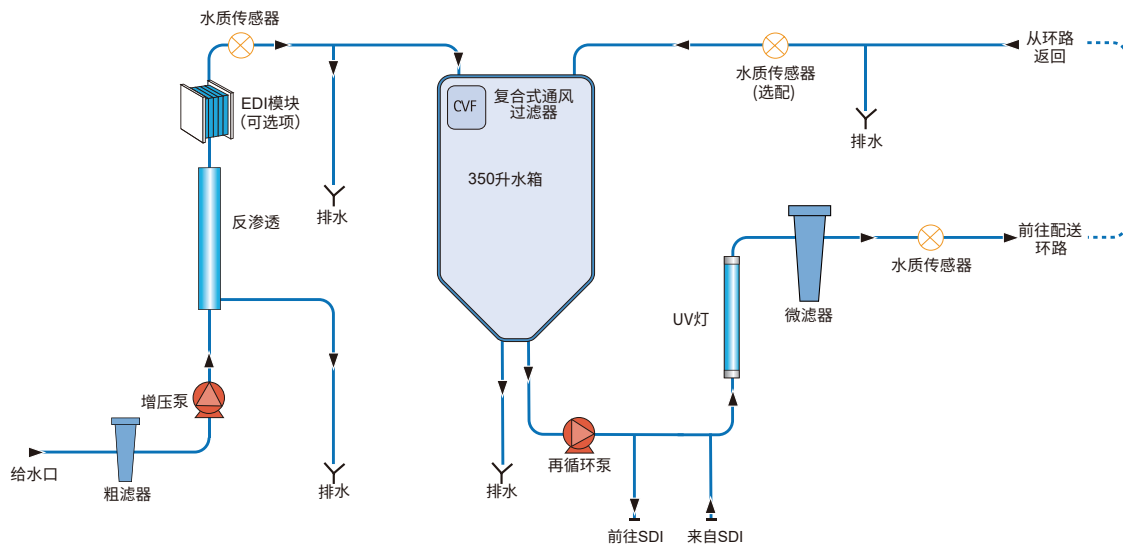 水质传感器
EDI模块
（可选项）
反渗透
增压泵
给水口
粗滤器
排水
排水
CVF
复合式通风
过滤器
350升水箱
排水
再循环泵
前往SDI
来自SDI
UV灯
微滤器
水质传感器
(选配)
排水
从环路
返回
水质传感器
前往配送
环路